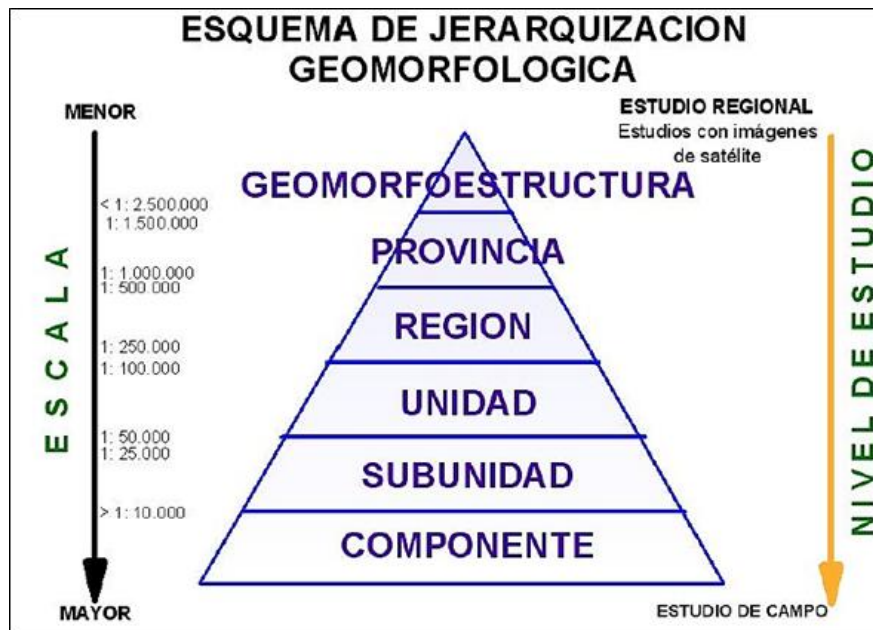 ESQUEMA DE JERARQUIZACION
GEOMORFOLOGICA
MENOR
ESTUDIO REGIONAL
Estudios con imágenes
de satélite
ESCALA
< 1: 2.500.000
1: 1.500.000
1: 1.000.000
1: 500.000
1: 250.000
1: 100.000
1: 50.000
1: 25.000
> 1: 10.000
GEOMORFOESTRUCTURA
PROVINCIA
REGION
UNIDAD
SUBUNIDAD
COMPONENTE
NIVEL DE ESTUDIO
MAYOR
ESTUDIO DE CAMPO